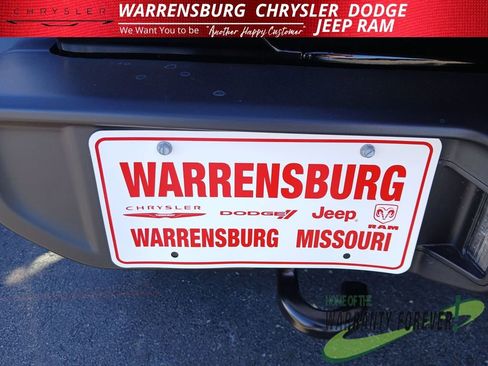 CHRYSLER
WARRENSBURG CHRYSLER DODGE
JEEP RAM
We Want You to be "Another Happy Customer"
WARRENSBURG
CHRYSLER DODGE Jeep RAM
WARRENSBURG MISSOURI
HOME OF THE
WARRANTY FOREVER